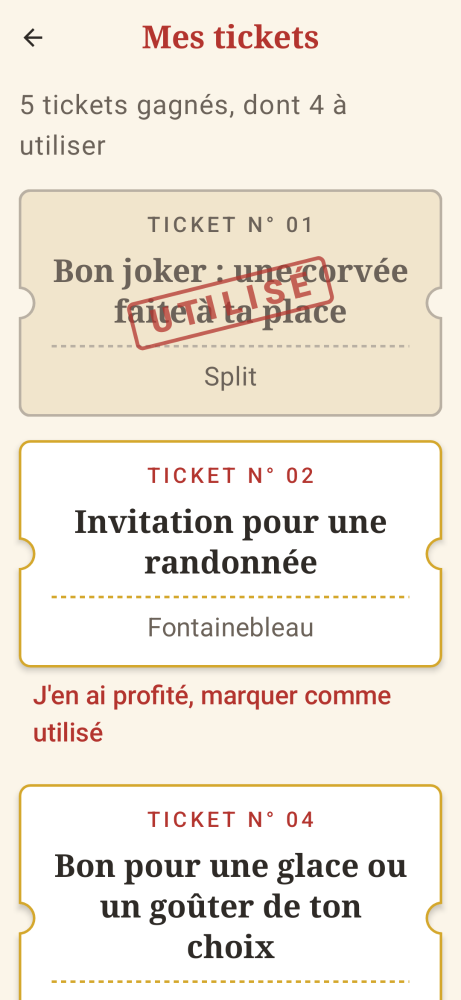 Mes tickets
5 tickets gagnés, dont 4 à
utiliser
TICKET N° 01
Bon joker : une corvée
faite à ta place
UTILISÉ
Split
TICKET N° 02
Invitation pour une
randonnée
Fontainebleau
J'en ai profité, marquer comme
utilisé
TICKET N° 04
Bon pour une glace ou
un goûter de ton
choix